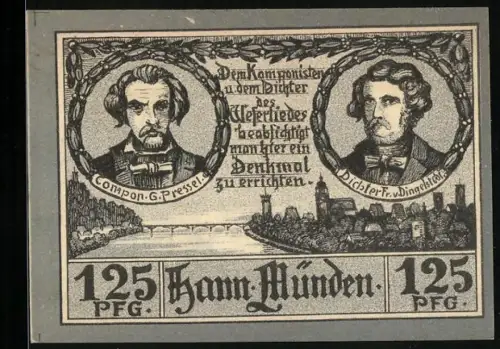 Dem Komponisten
u. dem Dichter
des
Weserliedes
beabsichtigt
man hier ein
Denkmal
zu errichten.
Compon. G. Pressel.
Dichter Fr. v. Dingelstedt.
125
PFG.
Hann. Münden.
125
PFG.